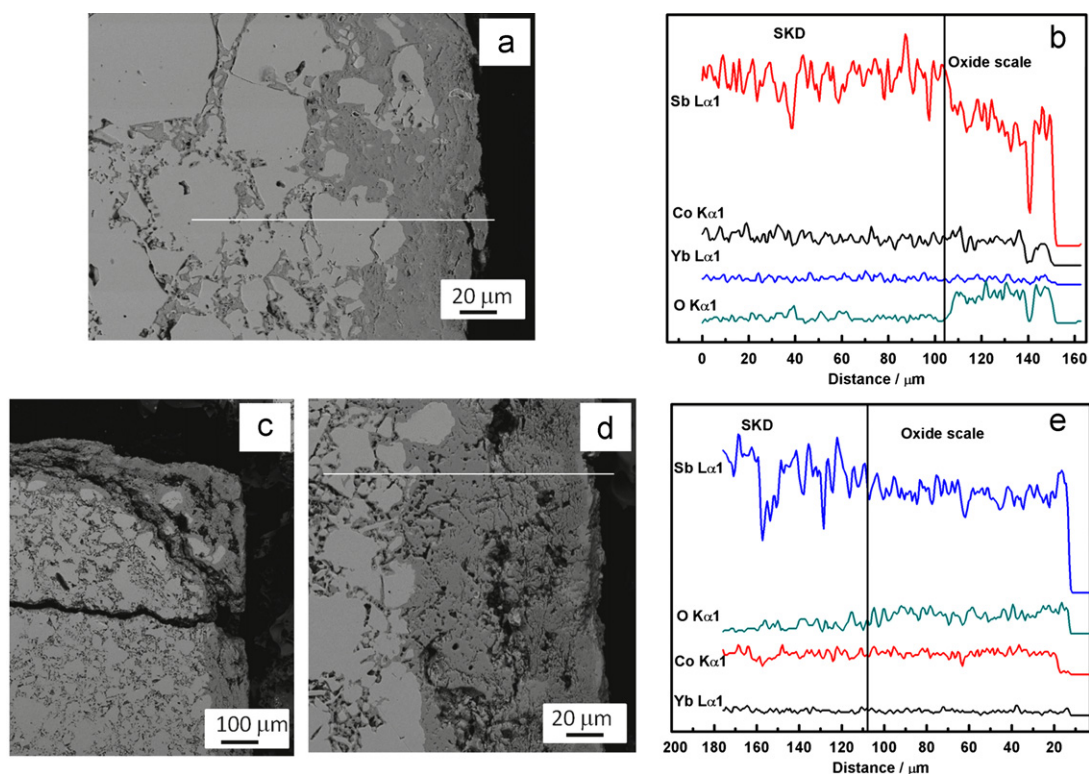 a
20 μm
b
SKD
Oxide scale
Sb Lα1
Co Kα1
Yb Lα1
O Kα1
0 20 40 60 80 100 120 140 160
Distance / μm
c
100 μm
d
20 μm
e
SKD
Oxide scale
Sb Lα1
O Kα1
Co Kα1
Yb Lα1
200 180 160 140 120 100 80 60 40 20
Distance / μm